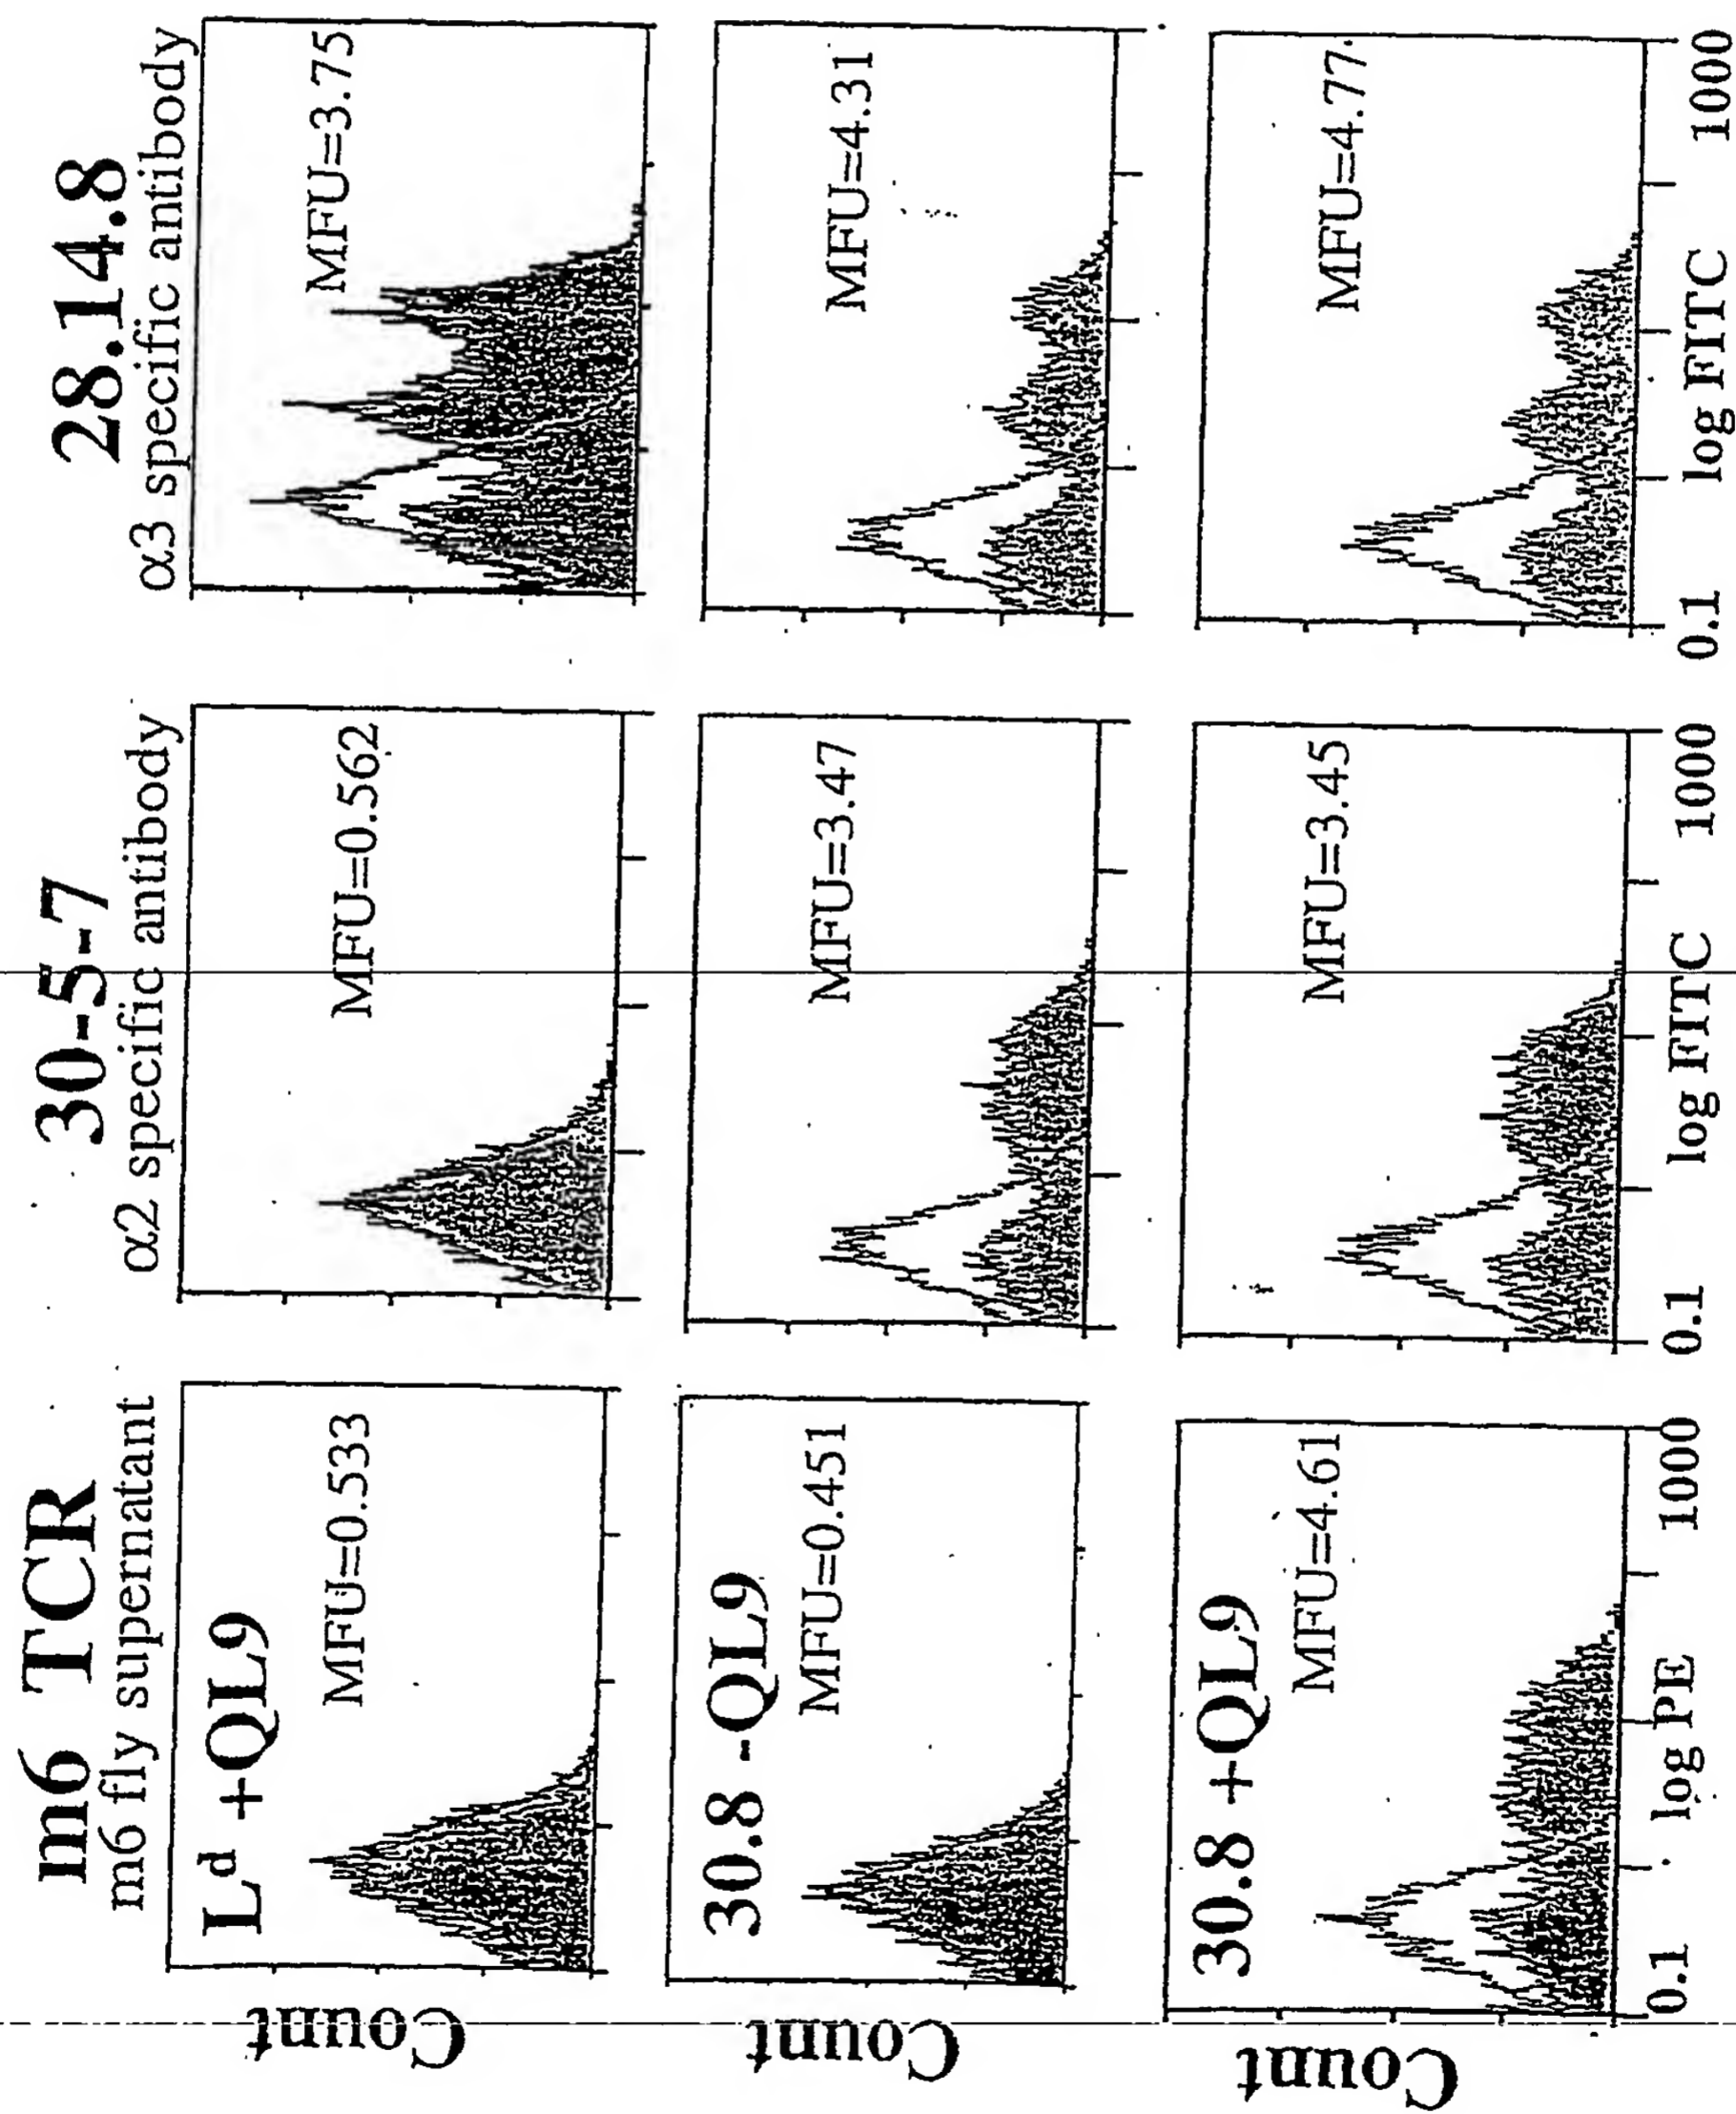 m6 TCR
m6 fly supernatant
30-5-7
α2 specific antibody
28.14.8
α3 specific antibody
Count
Lᵈ +QL9
MFU=0.533
MFU=0.562
MFU=3.75
Count
30.8 -QL9
MFU=0.451
MFU=3.47
MFU=4.31
Count
30.8 +QL9
MFU=4.61
MFU=3.45
MFU=4.77
0.1 log PE 1000
0.1 log FITC 1000
0.1 log FITC 1000